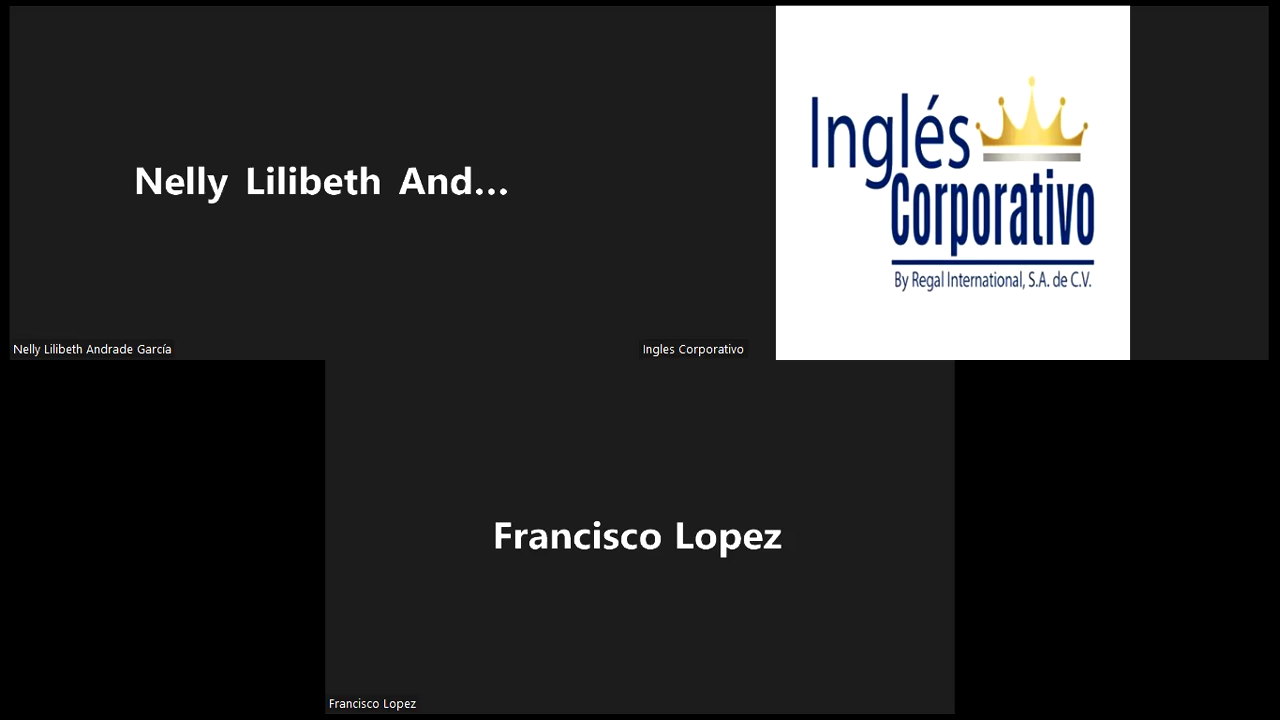 Nelly Lilibeth And...
Inglés
Corporativo
By Regal International, S.A. de C.V.
Nelly Lilibeth Andrade García
Ingles Corporativo
Francisco Lopez
Francisco Lopez